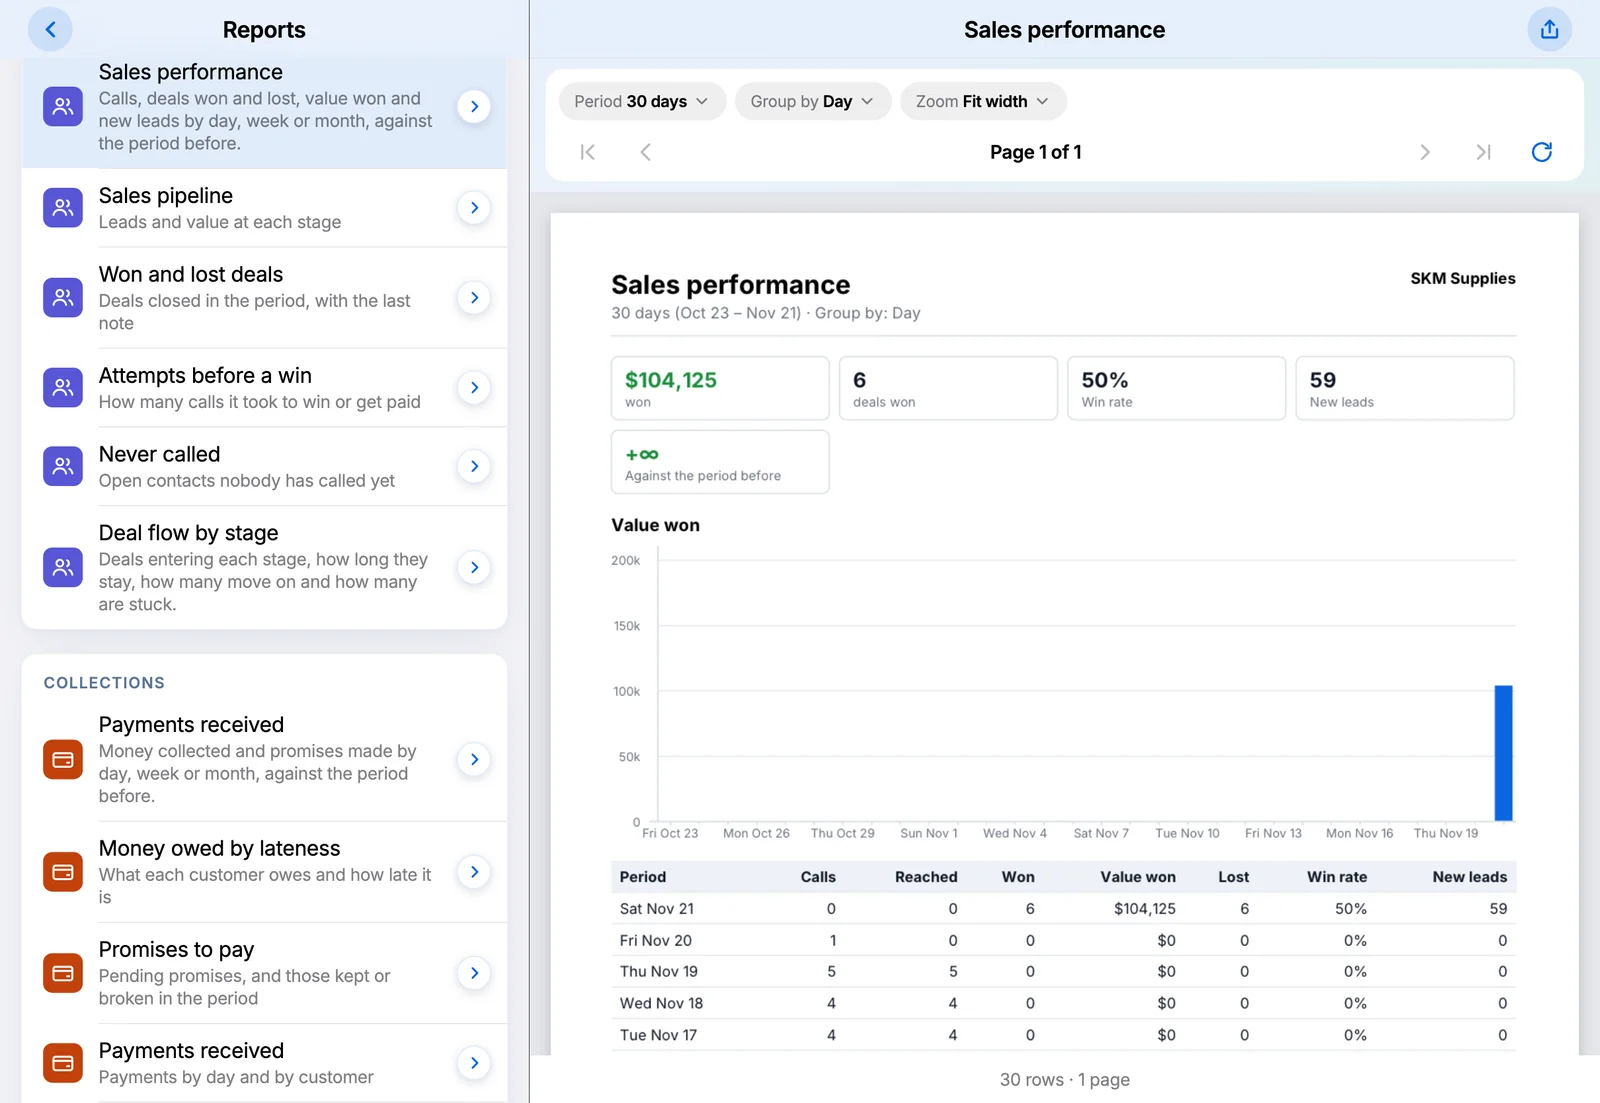 Reports
Sales performance
Calls, deals won and lost, value won and
new leads by day, week or month, against
the period before.
Sales pipeline
Leads and value at each stage
Won and lost deals
Deals closed in the period, with the last
note
Attempts before a win
How many calls it took to win or get paid
Never called
Open contacts nobody has called yet
Deal flow by stage
Deals entering each stage, how long they
stay, how many move on and how many
are stuck.
COLLECTIONS
Payments received
Money collected and promises made by
day, week or month, against the period
before.
Money owed by lateness
What each customer owes and how late it
is
Promises to pay
Pending promises, and those kept or
broken in the period
Payments received
Payments by day and by customer
Sales performance
Period 30 days Group by Day Zoom Fit width
Page 1 of 1
Sales performance SKM Supplies
30 days (Oct 23 – Nov 21) · Group by: Day
$104,125 6 50% 59
won deals won Win rate New leads
+∞
Against the period before
Value won
200k
150k
100k
50k
0
Fri Oct 23 Mon Oct 26 Thu Oct 29 Sun Nov 1 Wed Nov 4 Sat Nov 7 Tue Nov 10 Fri Nov 13 Mon Nov 16 Thu Nov 19
Period Calls Reached Won Value won Lost Win rate New leads
Sat Nov 21 0 0 6 $104,125 6 50% 59
Fri Nov 20 1 0 0 $0 0 0% 0
Thu Nov 19 5 5 0 $0 0 0% 0
Wed Nov 18 4 4 0 $0 0 0% 0
Tue Nov 17 4 4 0 $0 0 0% 0
30 rows · 1 page